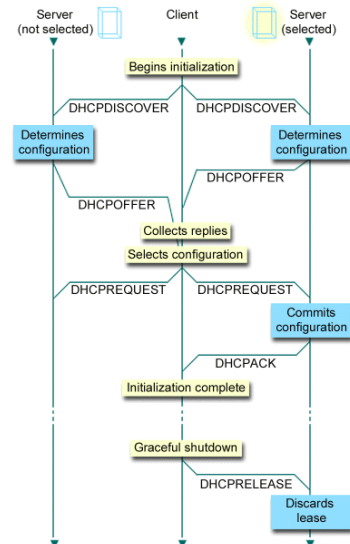 Server
(not selected)
Client
Server
(selected)
Begins initialization
DHCPDISCOVER
DHCPDISCOVER
Determines
configuration
Determines
configuration
DHCPOFFER
DHCPOFFER
Collects replies
Selects configuration
DHCPREQUEST
DHCPREQUEST
Commits
configuration
DHCPACK
Initialization complete
Graceful shutdown
DHCPRELEASE
Discards
lease